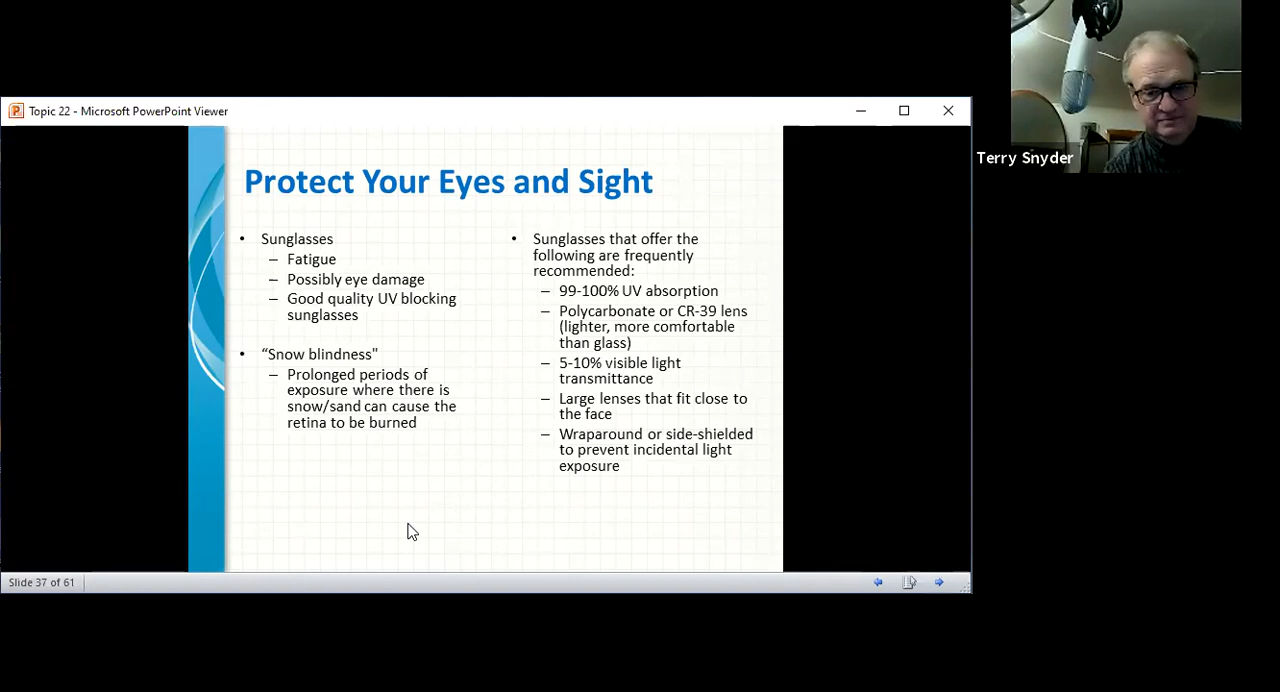 Topic 22 - Microsoft PowerPoint Viewer
Terry Snyder
Protect Your Eyes and Sight
• Sunglasses
– Fatigue
– Possibly eye damage
– Good quality UV blocking
sunglasses
• “Snow blindness"
– Prolonged periods of
exposure where there is
snow/sand can cause the
retina to be burned
• Sunglasses that offer the
following are frequently
recommended:
– 99-100% UV absorption
– Polycarbonate or CR-39 lens
(lighter, more comfortable
than glass)
– 5-10% visible light
transmittance
– Large lenses that fit close to
the face
– Wraparound or side-shielded
to prevent incidental light
exposure
Slide 37 of 61